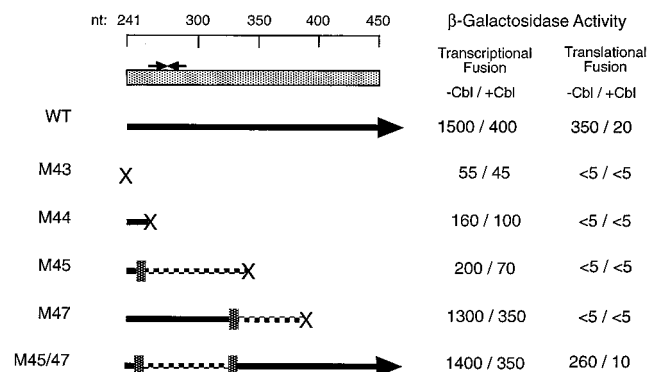 nt: 241 300 350 400 450 β-Galactosidase Activity
Transcriptional Fusion Translational Fusion
-Cbl / +Cbl -Cbl / +Cbl
WT 1500 / 400 350 / 20
M43 X 55 / 45 <5 / <5
M44 X 160 / 100 <5 / <5
M45 X 200 / 70 <5 / <5
M47 X 1300 / 350 <5 / <5
M45/47 1400 / 350 260 / 10